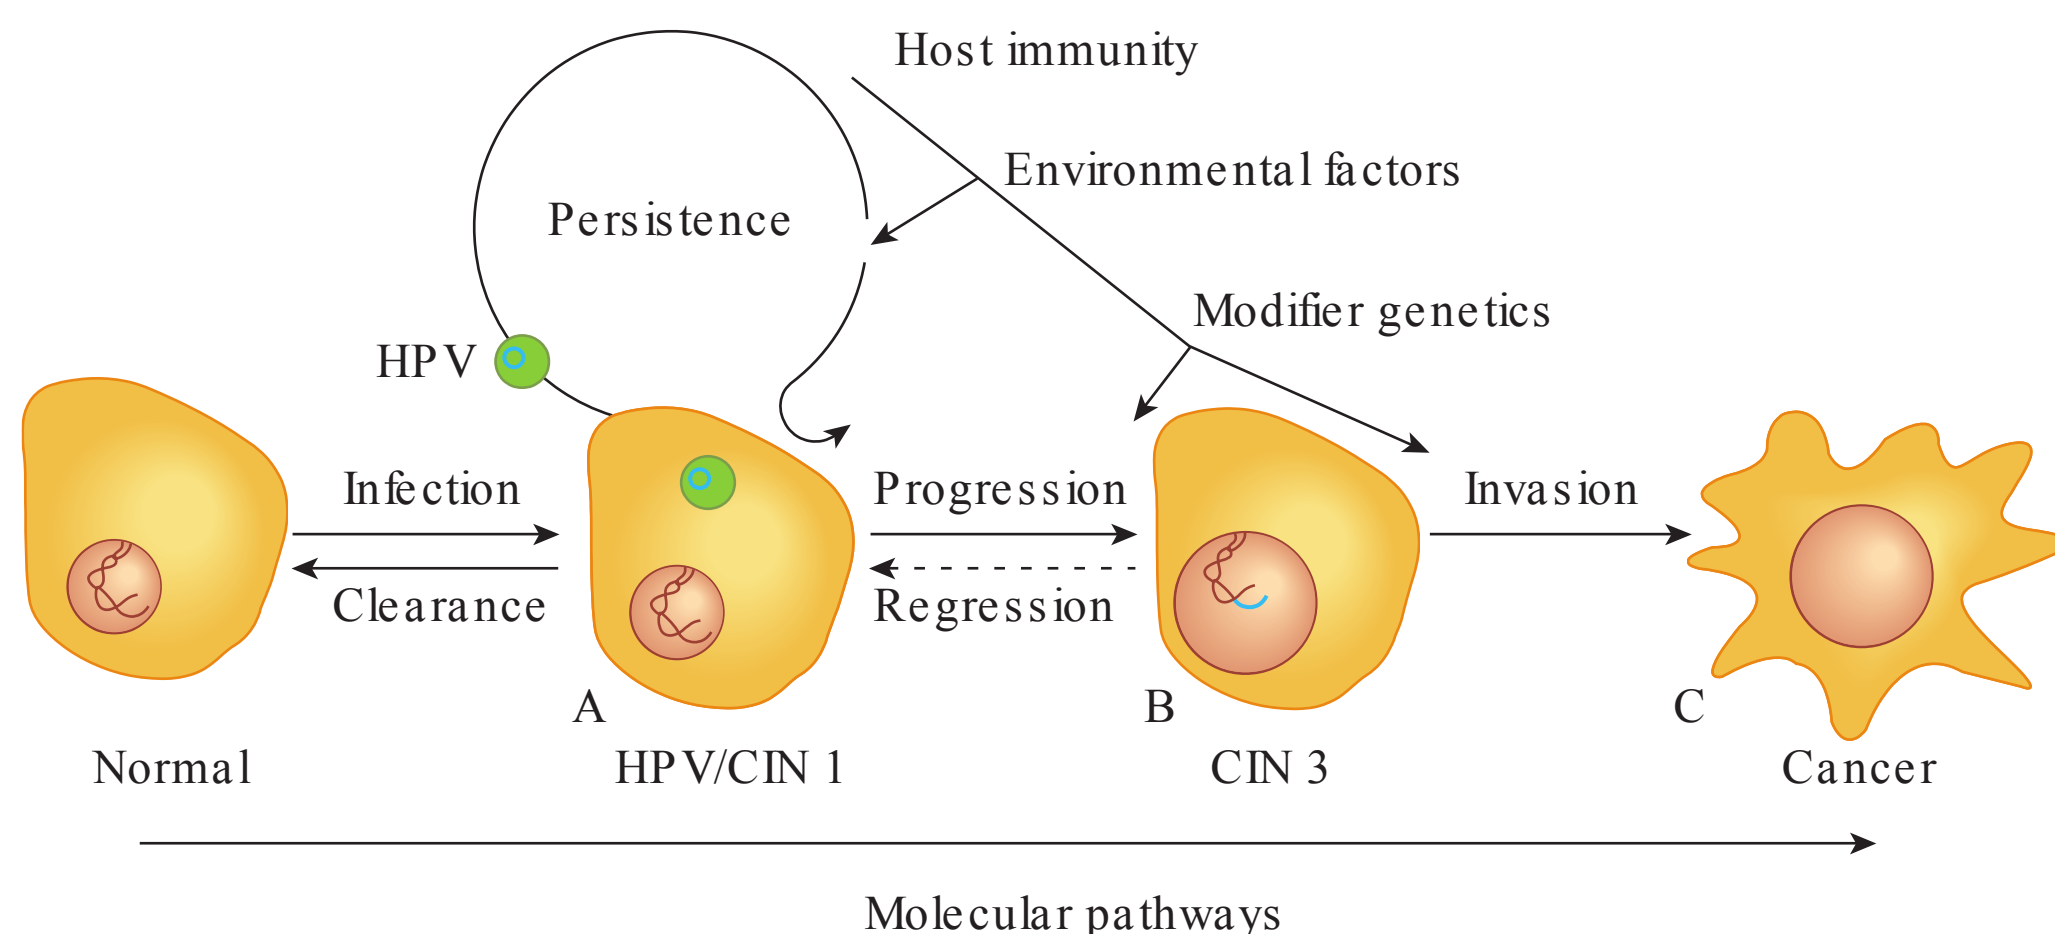 Host immunity
Environmental factors
Persistence
Modifier genetics
HPV
Infection
Progression
Invasion
Clearance
Regression
A
B
C
Normal
HPV/CIN 1
CIN 3
Cancer
Molecular pathways